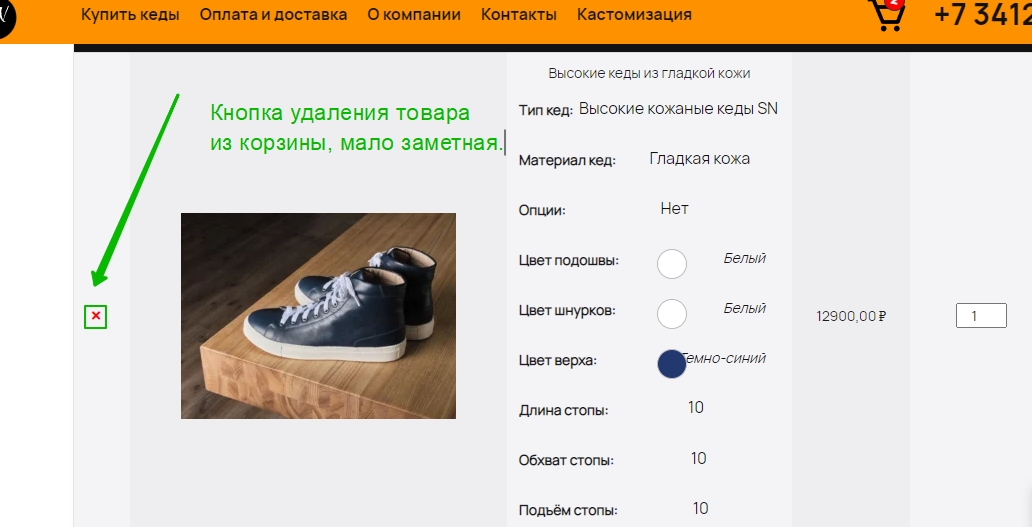 Купить кеды Оплата и доставка О компании Контакты Кастомизация 2 +7 3412
Высокие кеды из гладкой кожи
Кнопка удаления товара
из корзины, мало заметная.
Тип кед: Высокие кожаные кеды SN
Материал кед: Гладкая кожа
Опции: Нет
Цвет подошвы: Белый
Цвет шнурков: Белый
12900,00 ₽ 1
Цвет верха: Темно-синий
Длина стопы: 10
Обхват стопы: 10
Подъём стопы: 10